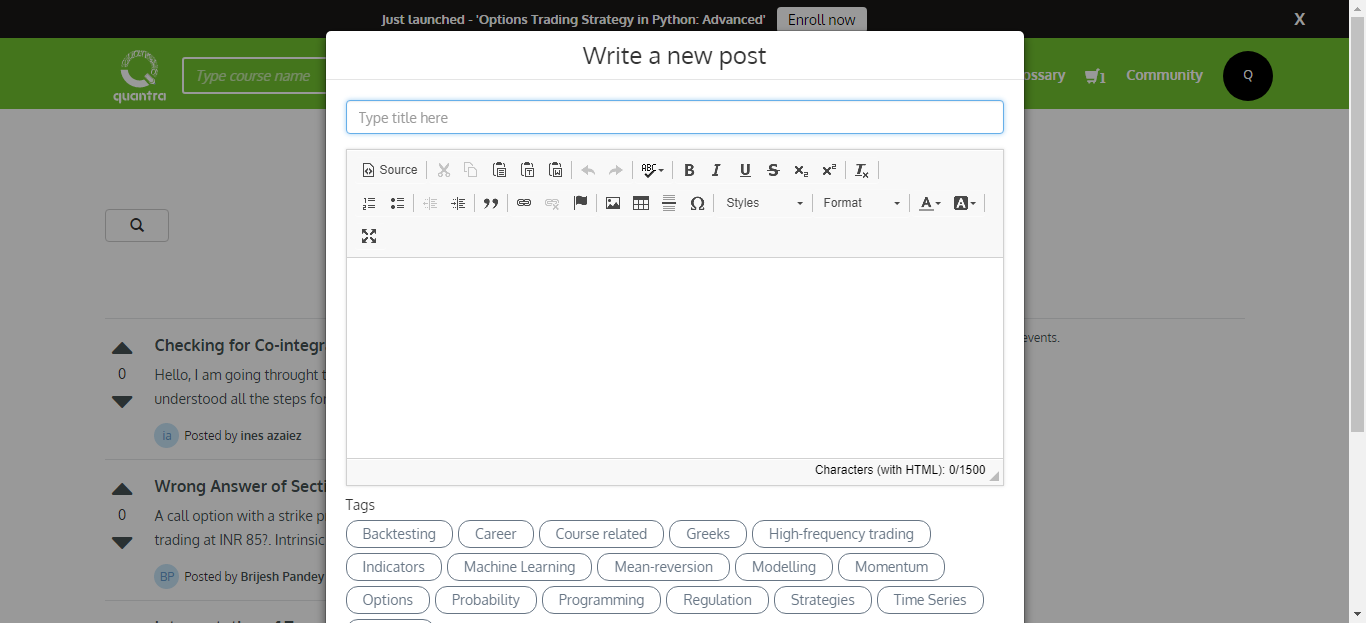 Just launched - 'Options Trading Strategy in Python: Advanced' Enroll now X
Write a new post
quantra
Type course name
Community
1
Q
Type title here
Source
ABC
B I U S x₂ x² Tx
Styles
Format
A
A
events.
Checking for Co-integr
0
Hello, I am going throught t
understood all the steps for
ia Posted by ines azaiez
Characters (with HTML): 0/1500
Wrong Answer of Secti
0
A call option with a strike p
trading at INR 85?. Intrinsic
BP Posted by Brijesh Pandey
Tags
Backtesting Career Course related Greeks High-frequency trading
Indicators Machine Learning Mean-reversion Modelling Momentum
Options Probability Programming Regulation Strategies Time Series